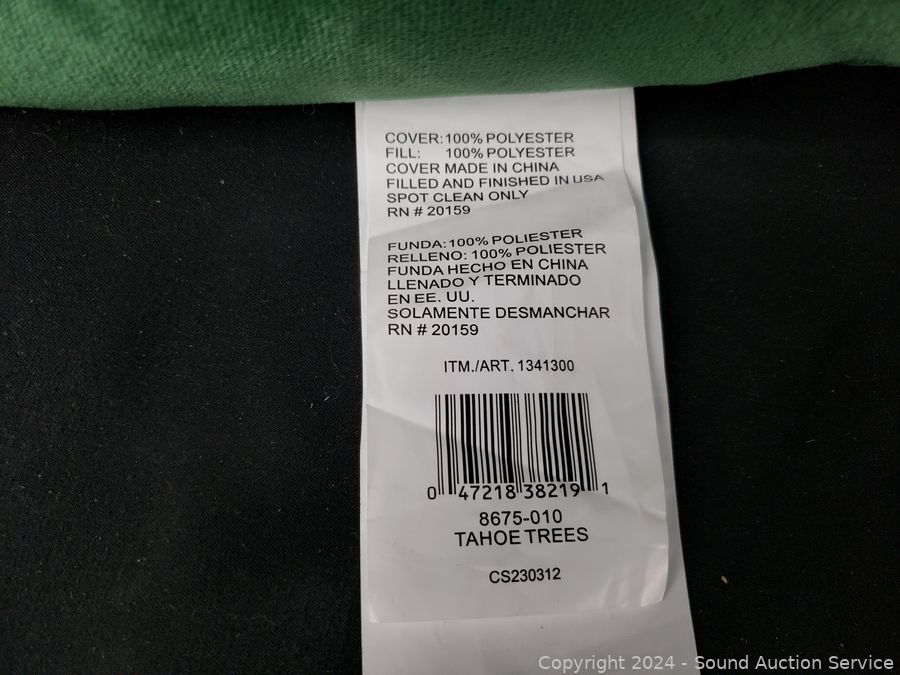 COVER: 100% POLYESTER
FILL: 100% POLYESTER
COVER MADE IN CHINA
FILLED AND FINISHED IN USA
SPOT CLEAN ONLY
RN # 20159
FUNDA: 100% POLIESTER
RELLENO: 100% POLIESTER
FUNDA HECHO EN CHINA
LLENADO Y TERMINADO
EN EE. UU.
SOLAMENTE DESMANCHAR
RN # 20159
ITM./ART. 1341300
0 47218 38219 1
8675-010
TAHOE TREES
CS230312
Copyright 2024 - Sound Auction Service